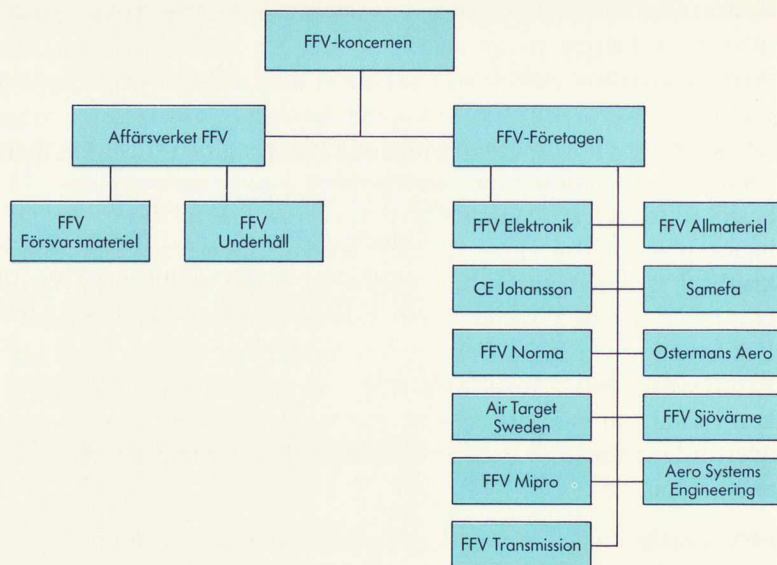 FFV-koncernen
Affärsverket FFV
FFV-Företagen
FFV
Försvarsmateriel
FFV
Underhåll
FFV Elektronik
FFV Allmateriel
CE Johansson
Samefa
FFV Norma
Ostermans Aero
Air Target
Sweden
FFV Sjövärme
FFV Mipro
Aero Systems
Engineering
FFV Transmission